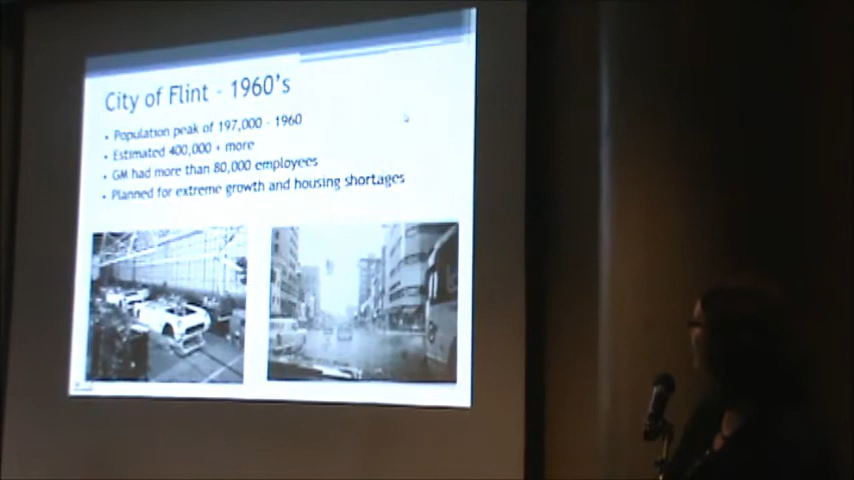 City of Flint - 1960's
• Population peak of 197,000 - 1960
• Estimated 400,000 + more
• GM had more than 80,000 employees
• Planned for extreme growth and housing shortages